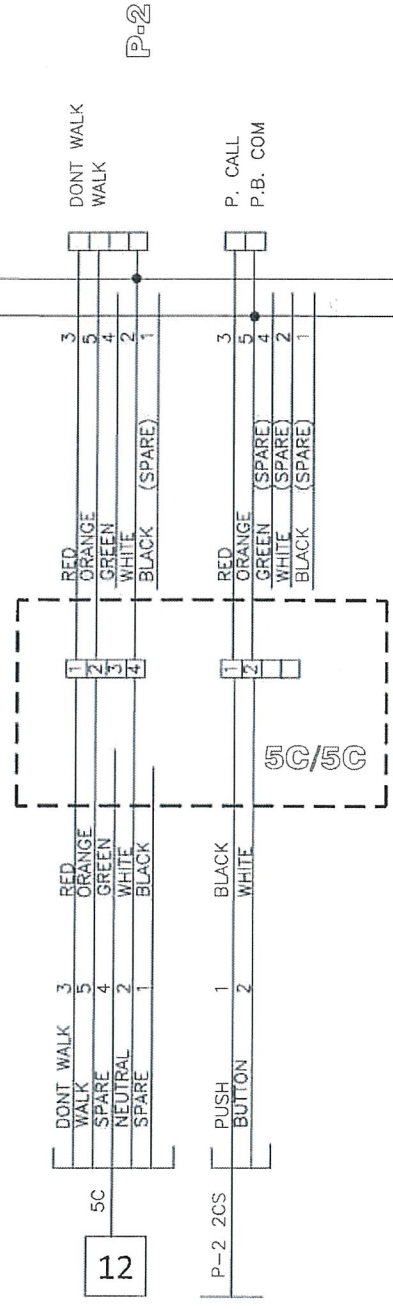 12
5C
DONT WALK 3 RED
WALK 5 ORANGE
SPARE 4 GREEN
NEUTRAL 2 WHITE
SPARE 1 BLACK
1
2
3
4
RED 3
ORANGE 5
GREEN 4
WHITE 2
BLACK (SPARE) 1
DONT WALK
WALK
P-2
P-2 2CS
PUSH 1 BLACK
BUTTON 2 WHITE
1
2
5C/5C
RED 3
ORANGE 5
GREEN (SPARE) 4
WHITE (SPARE) 2
BLACK (SPARE) 1
P. CALL
P.B. COM